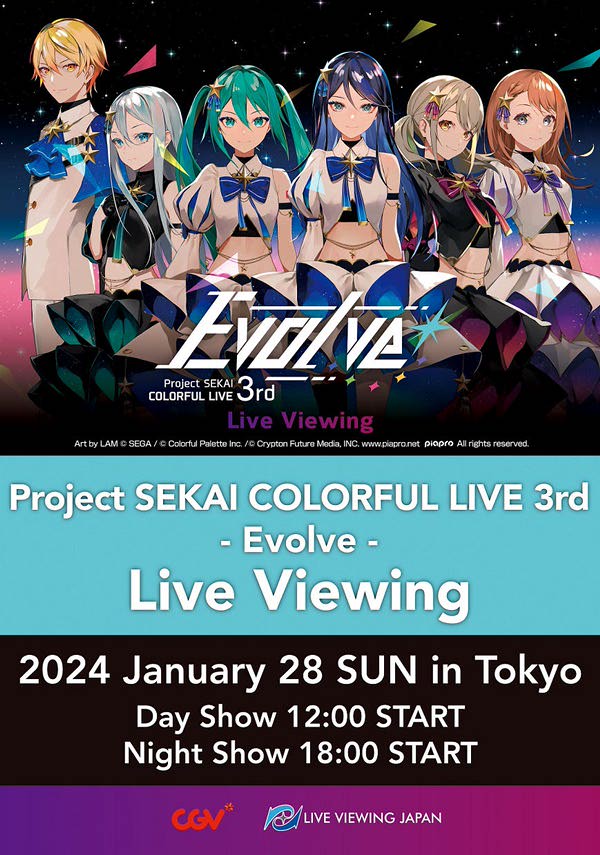 Evolve
Project SEKAI
COLORFUL LIVE 3rd
Live Viewing
Art by LAM © SEGA / © Colorful Palette Inc. / © Crypton Future Media, INC. www.piapro.net piapro All rights reserved.
Project SEKAI COLORFUL LIVE 3rd
- Evolve -
Live Viewing
2024 January 28 SUN in Tokyo
Day Show 12:00 START
Night Show 18:00 START
CGV LIVE VIEWING JAPAN